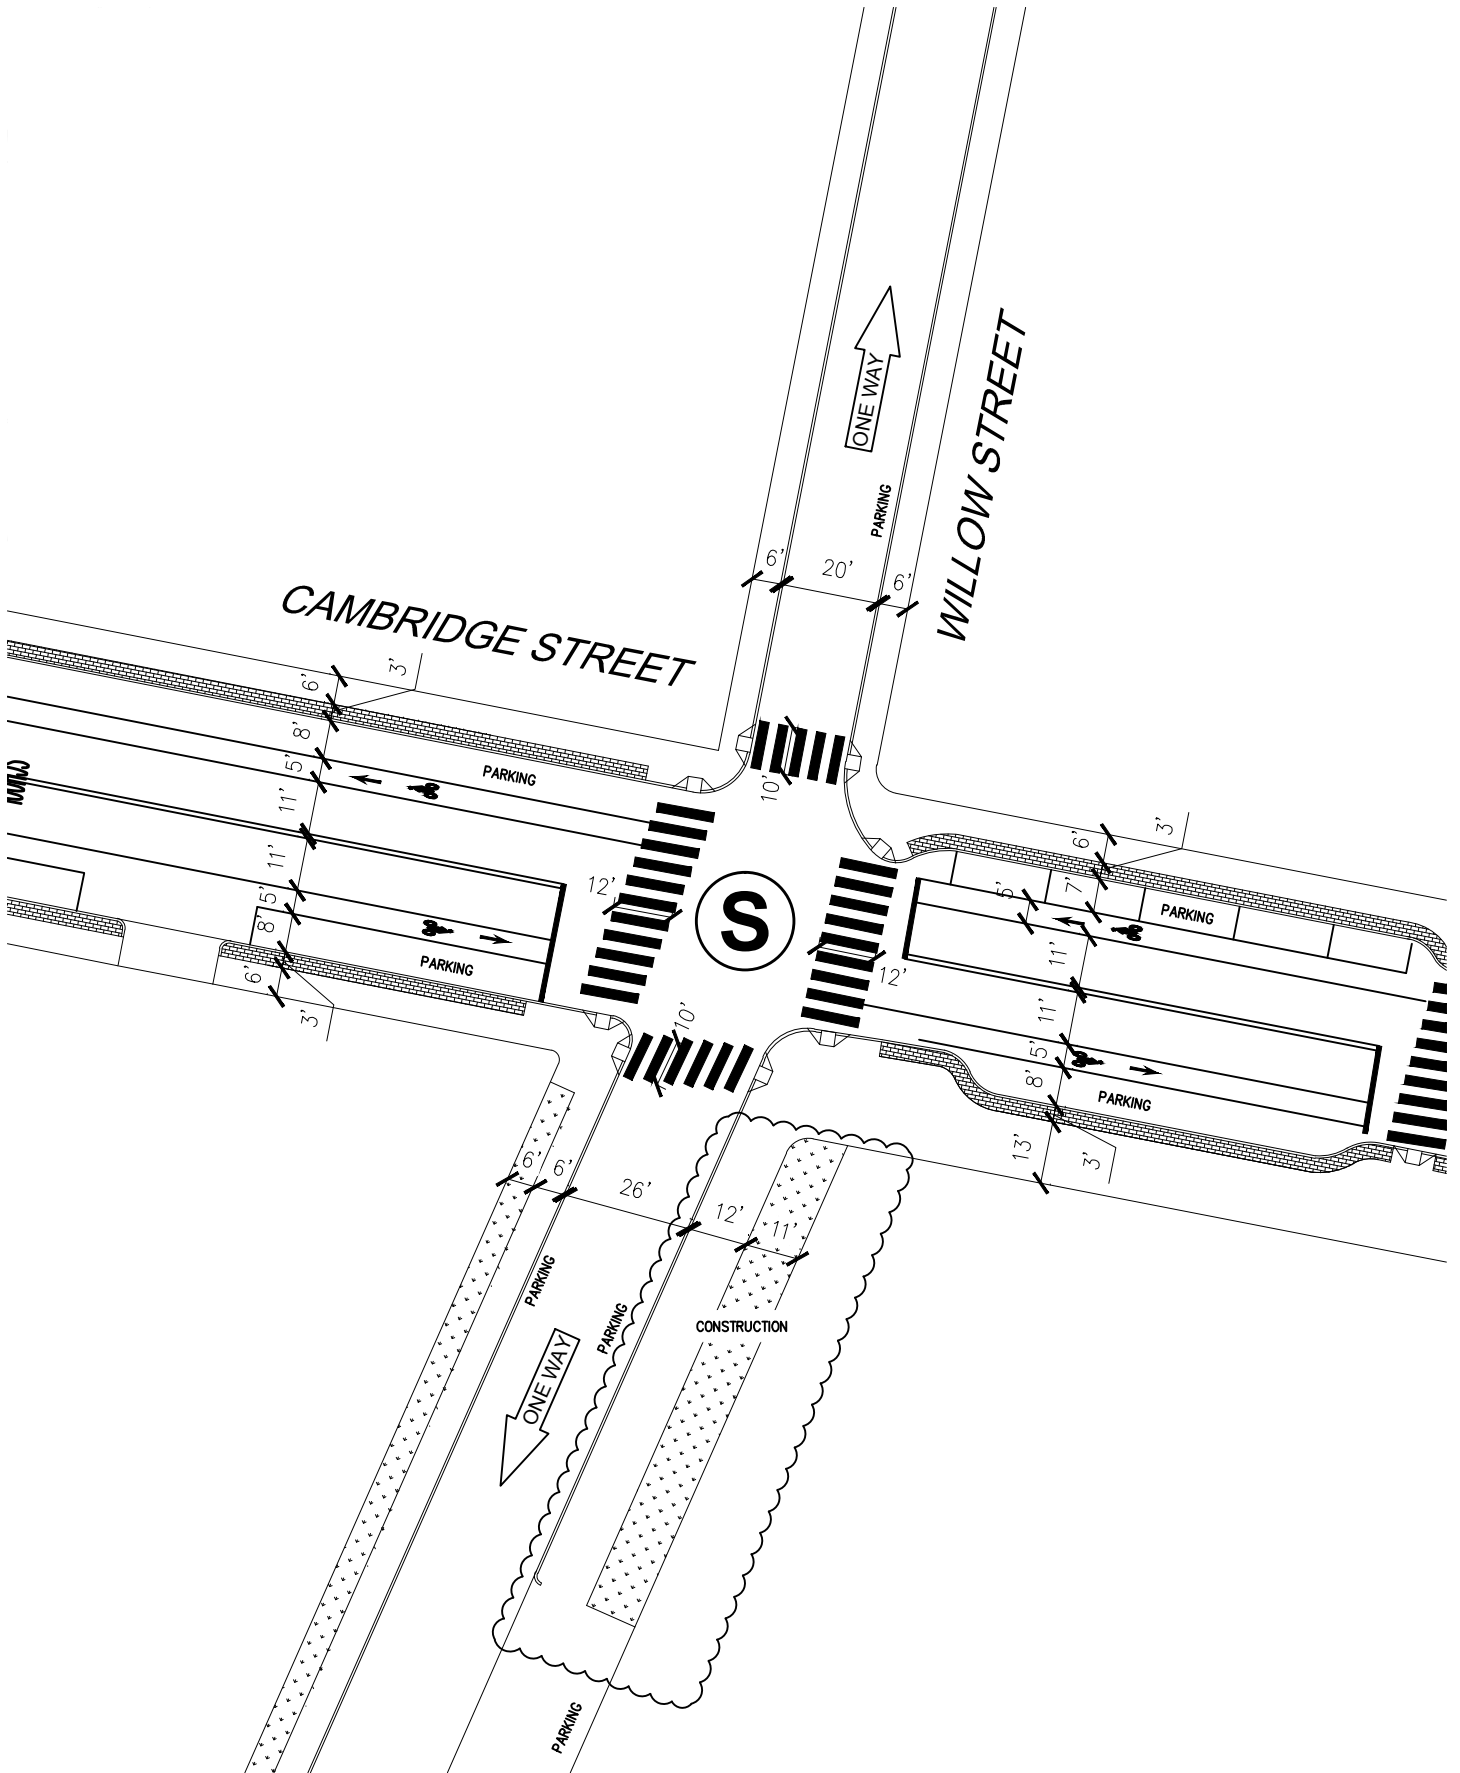 ONE WAY
WILLOW STREET
PARKING
6'
20'
6'
CAMBRIDGE STREET
3'
6'
8'
5'
11'
11'
5'
8'
6'
3'
PARKING
PARKING
10'
12'
S
12'
10'
3'
6'
7'
5'
11'
11'
5'
8'
13'
3'
PARKING
PARKING
6'
6'
26'
12'
11'
PARKING
PARKING
ONE WAY
CONSTRUCTION
PARKING